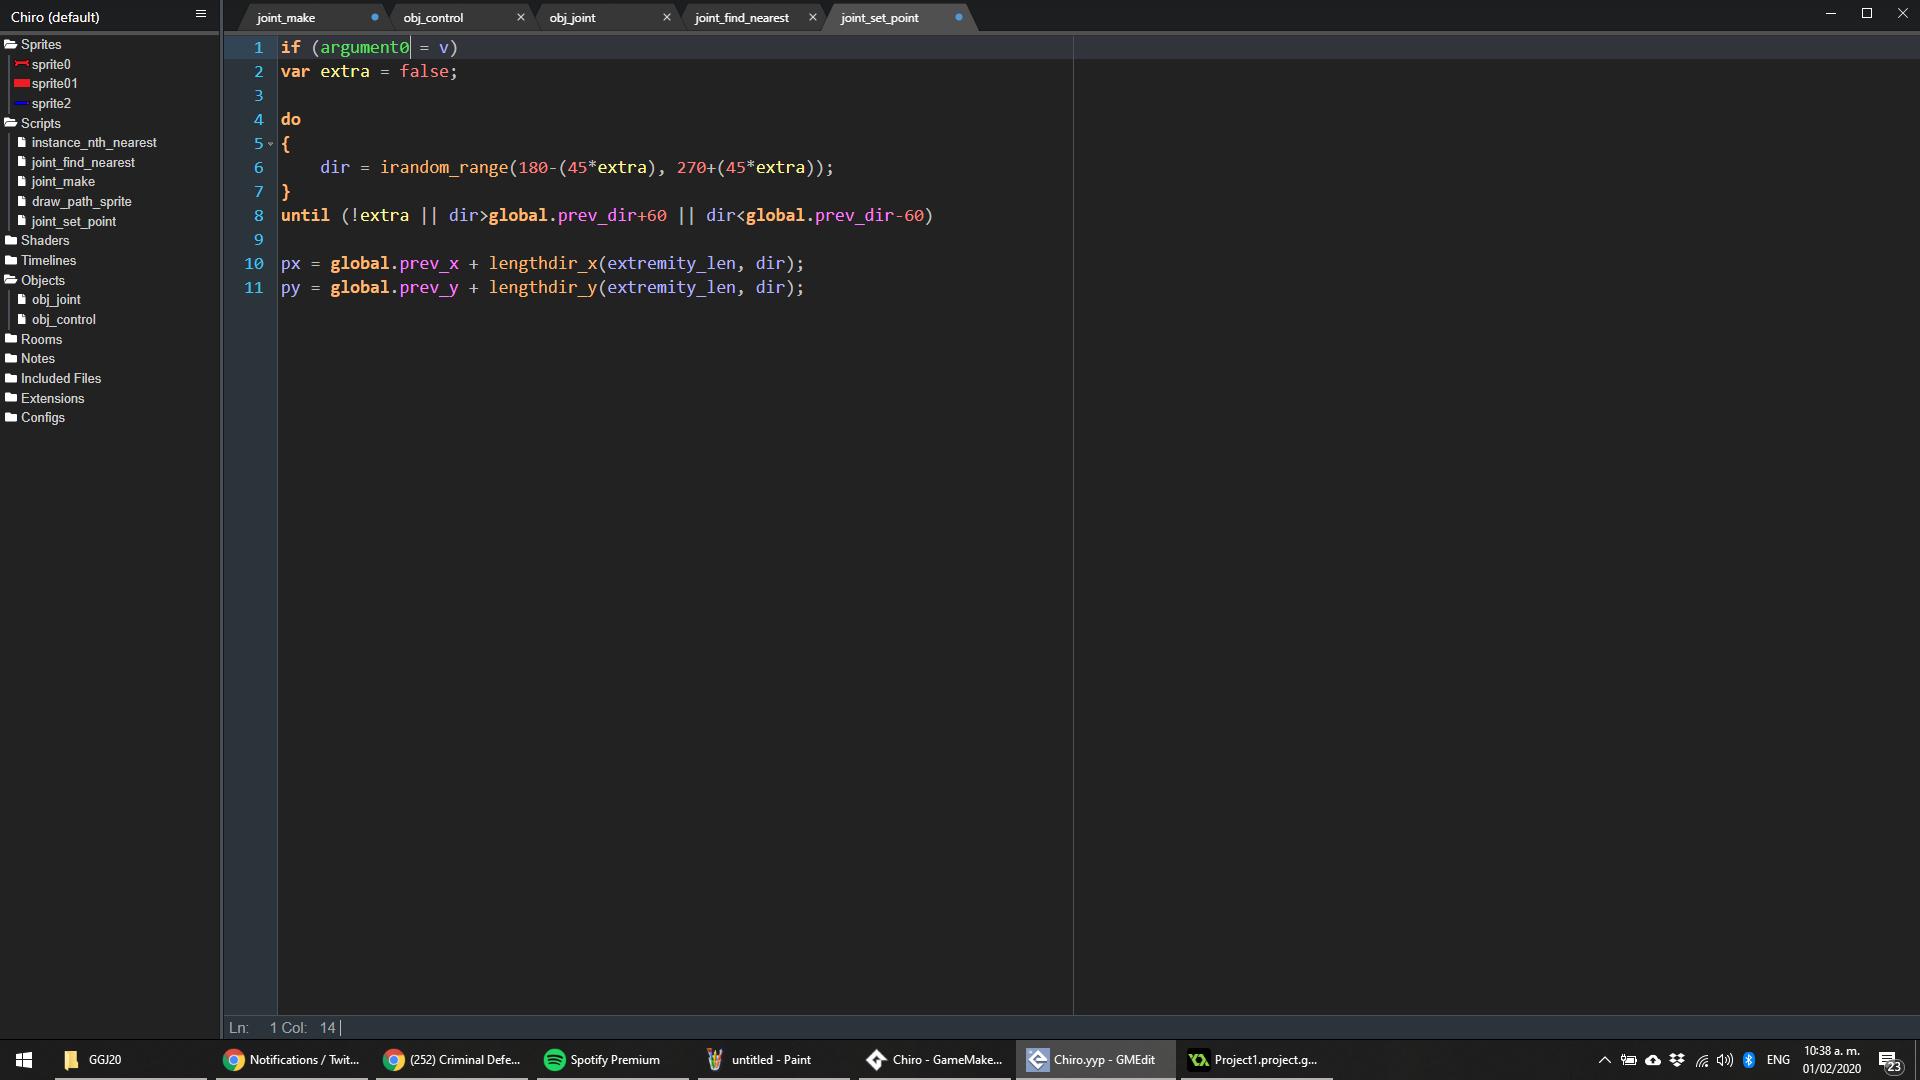 Chiro (default)
joint_make
obj_control
obj_joint
joint_find_nearest
joint_set_point
Sprites
sprite0
sprite01
sprite2
Scripts
instance_nth_nearest
joint_find_nearest
joint_make
draw_path_sprite
joint_set_point
Shaders
Timelines
Objects
obj_joint
obj_control
Rooms
Notes
Included Files
Extensions
Configs
1 if (argument0 = v)
2 var extra = false;
3
4 do
5 {
6 dir = irandom_range(180-(45*extra), 270+(45*extra));
7 }
8 until (!extra || dir>global.prev_dir+60 || dir<global.prev_dir-60)
9
10 px = global.prev_x + lengthdir_x(extremity_len, dir);
11 py = global.prev_y + lengthdir_y(extremity_len, dir);
Ln: 1 Col: 14
GGJ20
Notifications / Twit...
(252) Criminal Defe...
Spotify Premium
untitled - Paint
Chiro - GameMake...
Chiro.yyp - GMEdit
Project1.project.g...
ENG
10:38 a. m.
01/02/2020
23